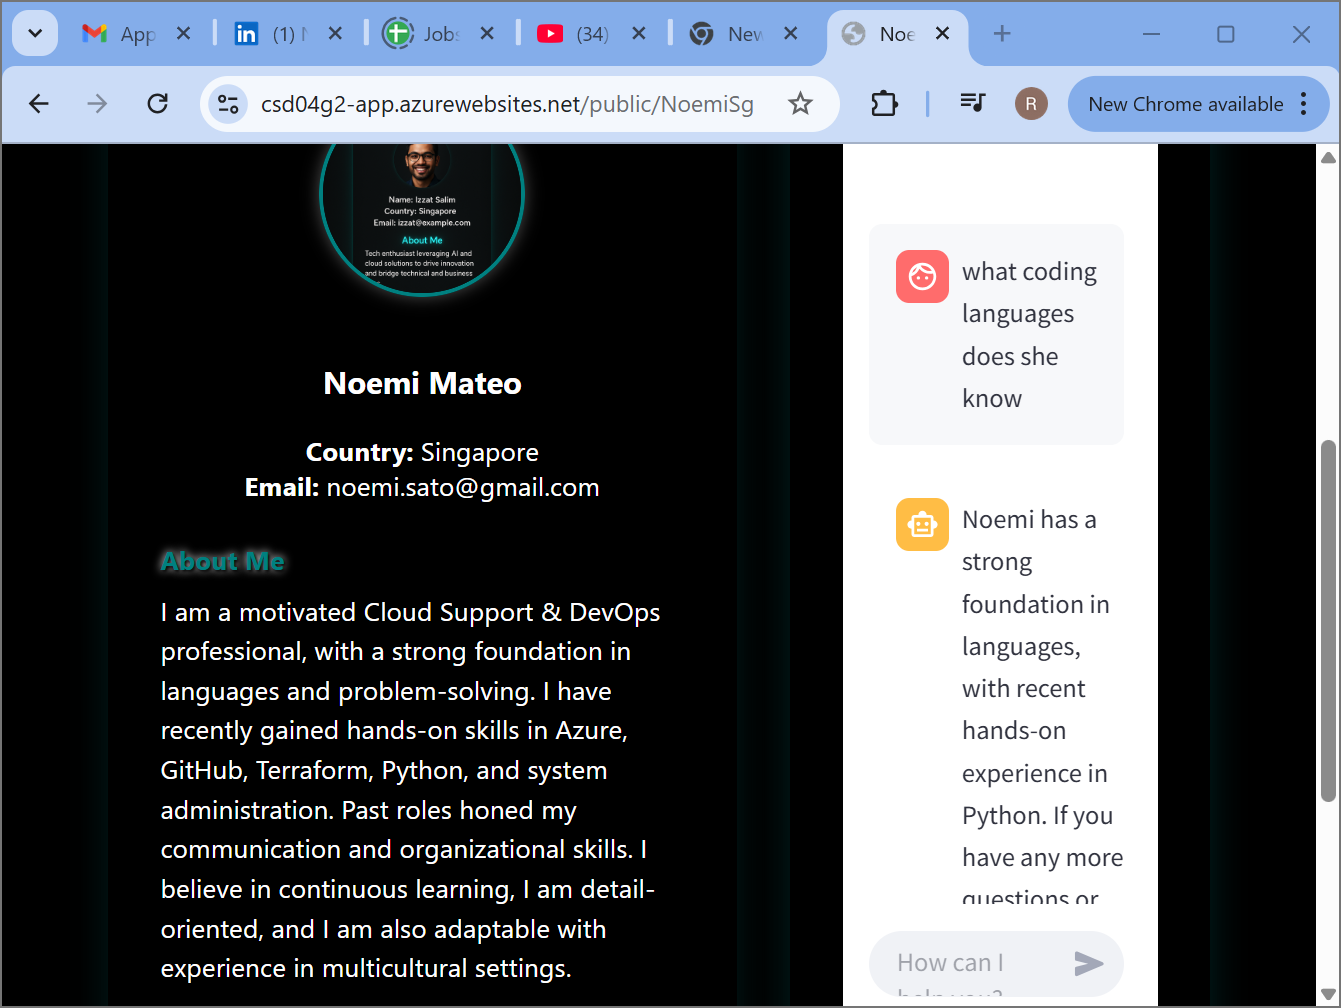 App
(1) N
Jobs
(34)
New
Noe
csd04g2-app.azurewebsites.net/public/NoemiSg
R
New Chrome available
Name: Izzat Salim
Country: Singapore
Email: izzat@example.com
About Me
Tech enthusiast leveraging AI and
cloud solutions to drive innovation
and bridge technical and business
Noemi Mateo
Country: Singapore
Email: noemi.sato@gmail.com
About Me
I am a motivated Cloud Support & DevOps
professional, with a strong foundation in
languages and problem-solving. I have
recently gained hands-on skills in Azure,
GitHub, Terraform, Python, and system
administration. Past roles honed my
communication and organizational skills. I
believe in continuous learning, I am detail-
oriented, and I am also adaptable with
experience in multicultural settings.
what coding
languages
does she
know
Noemi has a
strong
foundation in
languages,
with recent
hands-on
experience in
Python. If you
have any more
questions or
How can I
help you?